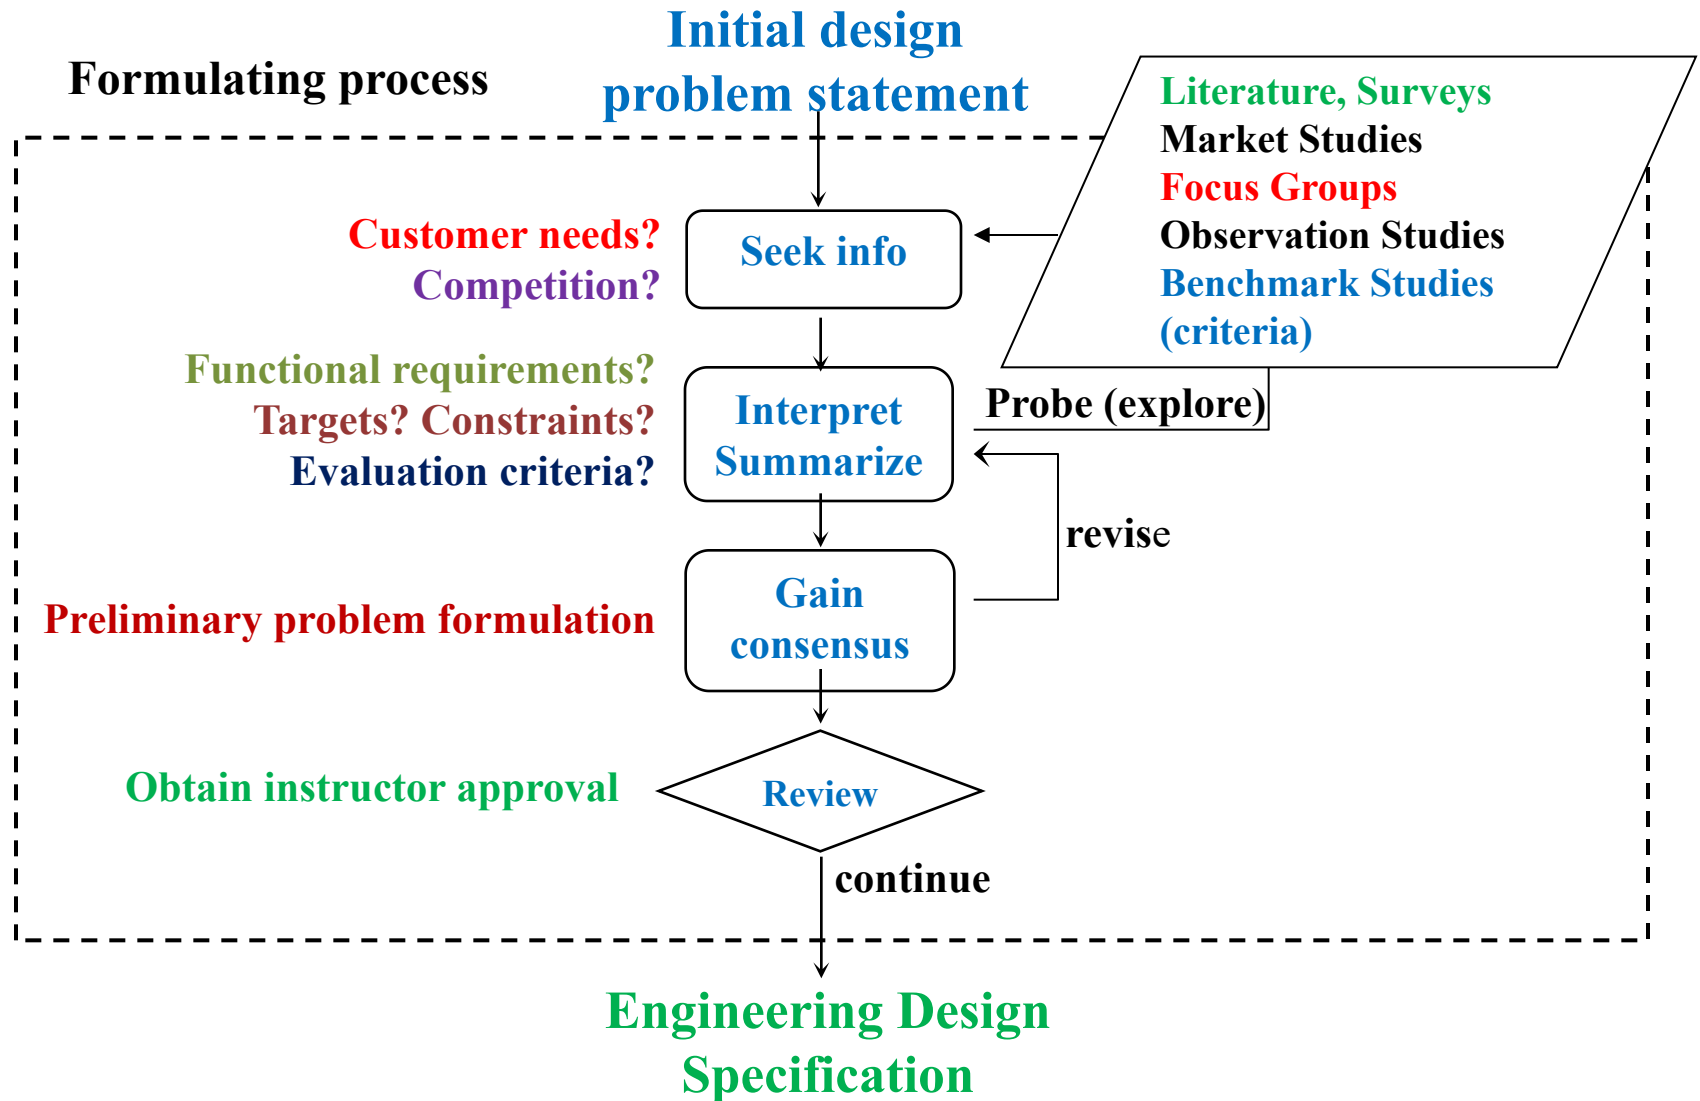 Formulating process
Initial design
problem statement
Literature, Surveys
Market Studies
Focus Groups
Observation Studies
Benchmark Studies
(criteria)
Customer needs?
Competition?
Seek info
Functional requirements?
Targets? Constraints?
Evaluation criteria?
Interpret
Summarize
Probe (explore)
revise
Preliminary problem formulation
Gain
consensus
Obtain instructor approval
Review
continue
Engineering Design
Specification